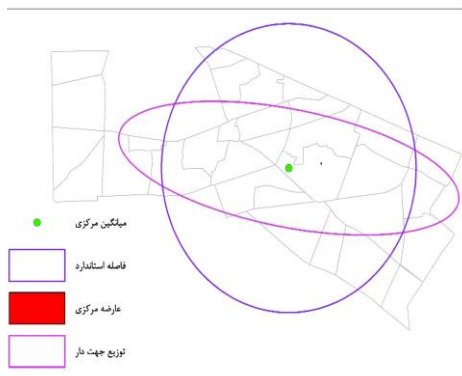 میانگین مرکزی
فاصله استاندارد
عارضه مرکزی
توزیع جهت دار